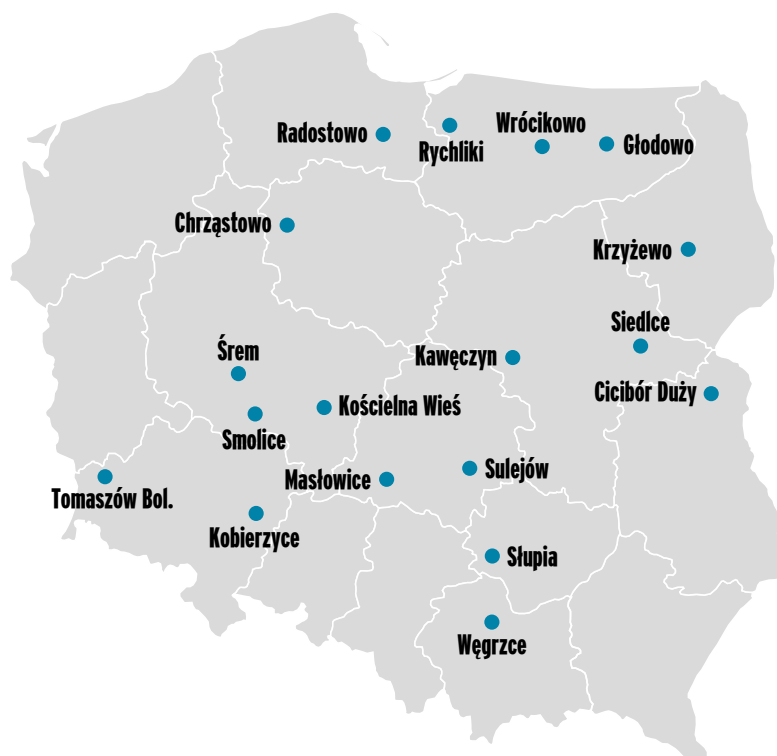 Wrócikowo
Radostowo
Głodowo
Rychliki
Chrząstowo
Krzyżewo
Siedlce
Śrem
Kawęczyn
Cicibór Duży
Kościelna Wieś
Smolice
Sulejów
Masłowice
Tomaszów Bol.
Kobierzyce
Słupia
Węgrzce